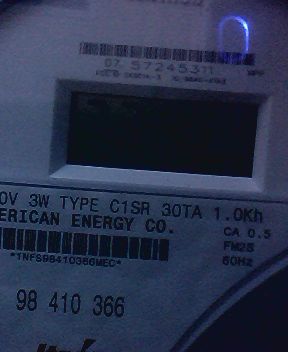 07 57245311
0V 3W TYPE C1SR 30TA 1.0Kh
ERICAN ENERGY CO.
CA 0.5
FM2S
60Hz
*1NFS98410366MEC*
98 410 366